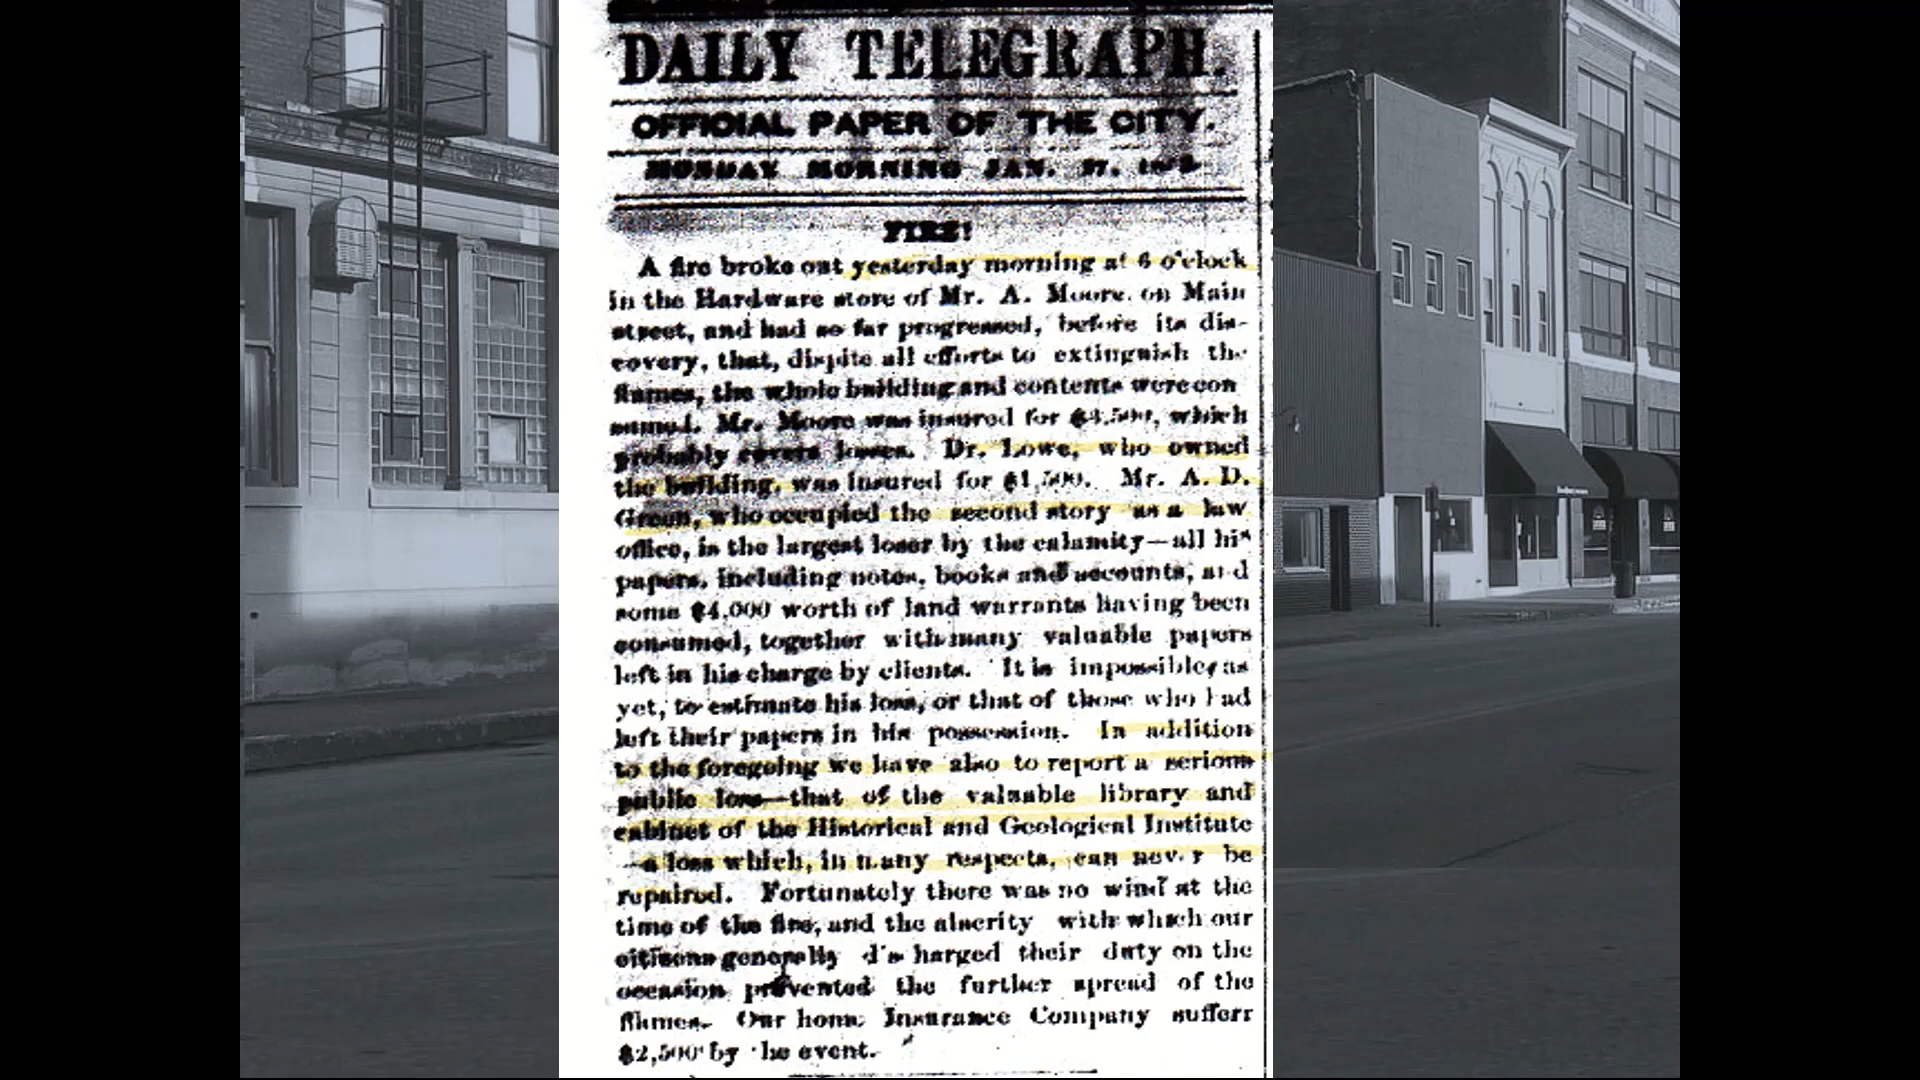 DAILY TELEGRAPH.
OFFICIAL PAPER OF THE CITY.
MONDAY MORNING JAN.
FIRE!
A fire broke out yesterday morning at 6 o'clock
in the Hardware store of Mr. A. Moore, on Main
street, and had so far progressed, before its dis-
covery, that, dispite all efforts to extinguish the
flames, the whole building and contents were con
sumed. Mr. Moore was insured for which
probably covers losses. Dr. Lowe, who owned
the building, was insured for $1,500. Mr. A. D.
Green, who occupied the second story as a law
office, is the largest loser by the calamity—all his
papers, including notes, books and accounts, and
some $4,000 worth of land warrants having been
consumed, together with many valuable papers
left in his charge by clients. It is impossible, as
yet, to estimate his loss, or that of those who had
left their papers in his possession. In addition
to the foregoing we have also to report a serious
public loss—that of the valuable library and
cabinet of the Historical and Geological Institute
—a loss which, in many respects, can never be
repaired. Fortunately there was no wind at the
time of the fire, and the alacrity with which our
citizens generally discharged their duty on the
occasion prevented the further spread of the
flames. Our home Insurance Company suffers
$2,500 by the event.